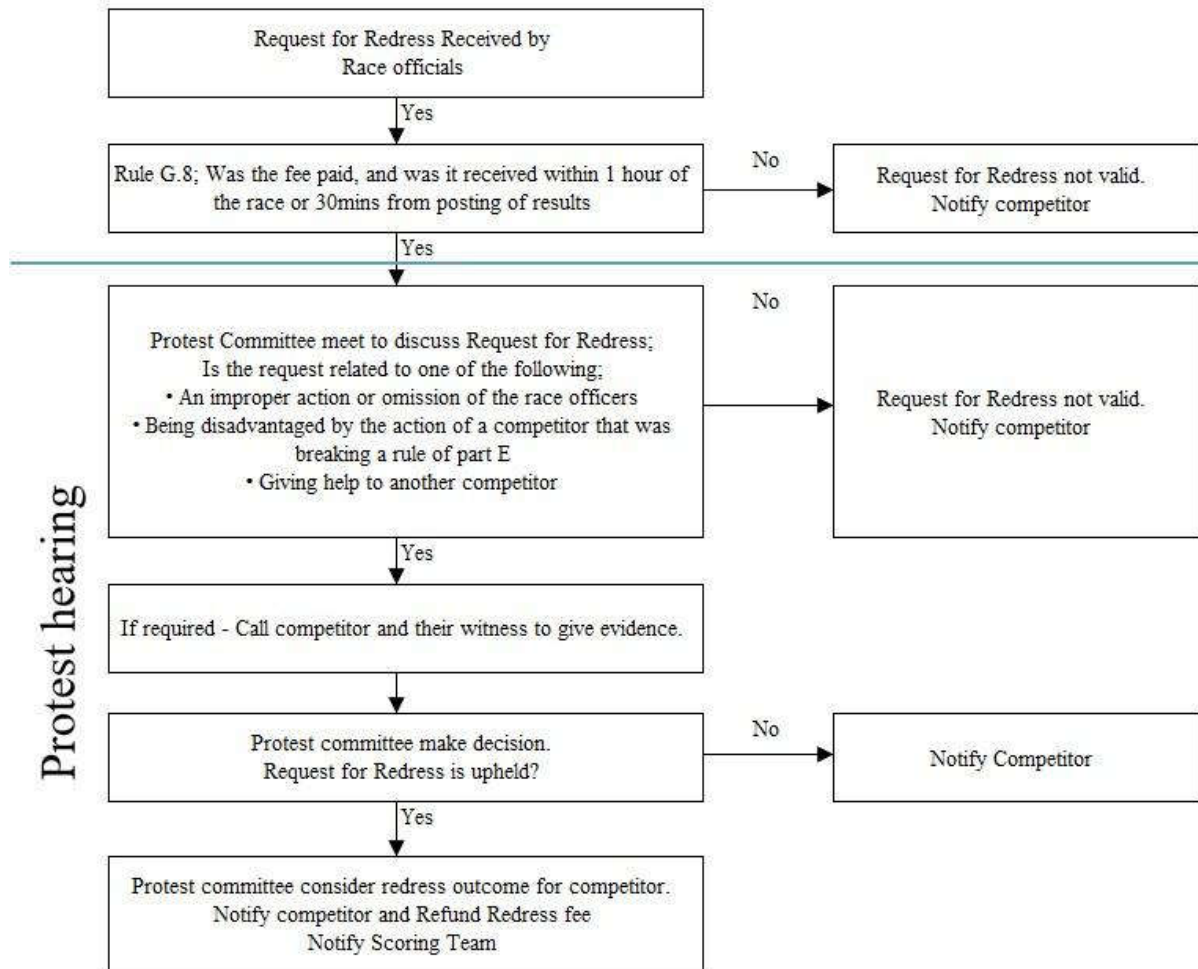 Request for Redress Received by
Race officials
Yes
Rule G.8; Was the fee paid, and was it received within 1 hour of
the race or 30mins from posting of results
No
Request for Redress not valid.
Notify competitor
Yes
Protest hearing
Protest Committee meet to discuss Request for Redress;
Is the request related to one of the following;
• An improper action or omission of the race officers
• Being disadvantaged by the action of a competitor that was
breaking a rule of part E
• Giving help to another competitor
No
Request for Redress not valid.
Notify competitor
Yes
If required - Call competitor and their witness to give evidence.
Protest committee make decision.
Request for Redress is upheld?
No
Notify Competitor
Yes
Protest committee consider redress outcome for competitor.
Notify competitor and Refund Redress fee
Notify Scoring Team